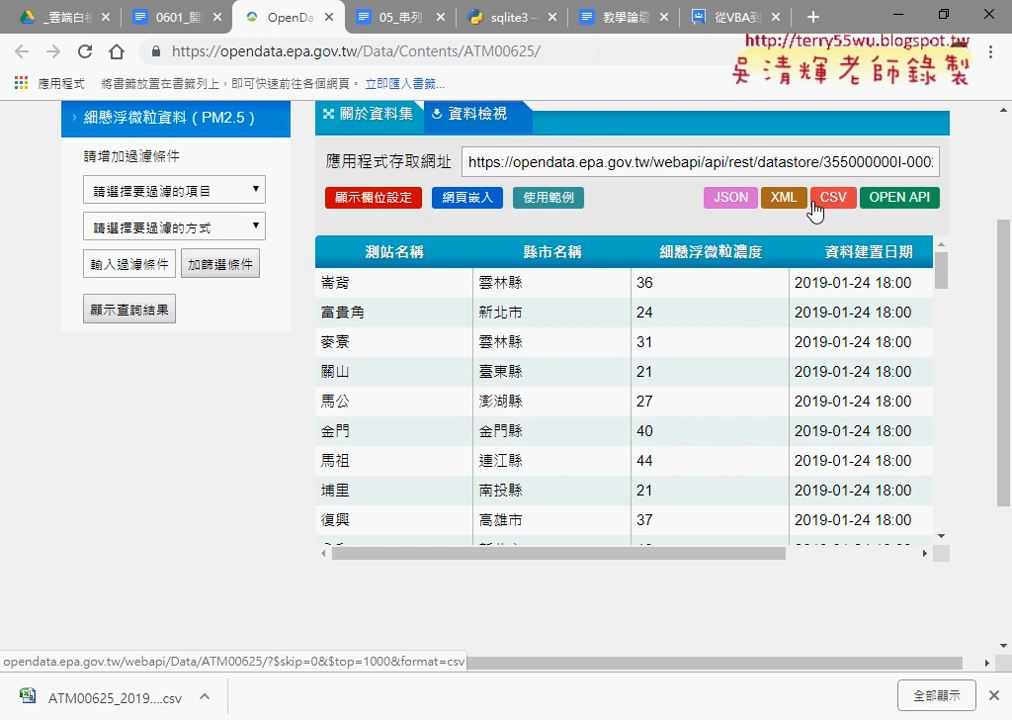 _雲端白板
0601_開
OpenDa
05_串列
sqlite3 —
教學論壇
從VBA到
https://opendata.epa.gov.tw/Data/Contents/ATM00625/
http://terry55wu.blogspot.tw
吳清輝老師錄製
應用程式 將書籤放置在書籤列上，即可快速前往各個網頁。 立即匯入書籤...
細懸浮微粒資料（PM2.5）
關於資料集 資料檢視
請增加過濾條件
應用程式存取網址 https://opendata.epa.gov.tw/webapi/api/rest/datastore/355000000I-000
請選擇要過濾的項目
顯示欄位設定 網頁嵌入 使用範例 JSON XML CSV OPEN API
請選擇要過濾的方式
輸入過濾條件 加篩選條件
顯示查詢結果
測站名稱 縣市名稱 細懸浮微粒濃度 資料建置日期
崙背 雲林縣 36 2019-01-24 18:00
富貴角 新北市 24 2019-01-24 18:00
麥寮 雲林縣 31 2019-01-24 18:00
關山 臺東縣 21 2019-01-24 18:00
馬公 澎湖縣 27 2019-01-24 18:00
金門 金門縣 40 2019-01-24 18:00
馬祖 連江縣 44 2019-01-24 18:00
埔里 南投縣 21 2019-01-24 18:00
復興 高雄市 37 2019-01-24 18:00
opendata.epa.gov.tw/webapi/Data/ATM00625/?$skip=0&$top=1000&format=csv
ATM00625_2019....csv
全部顯示